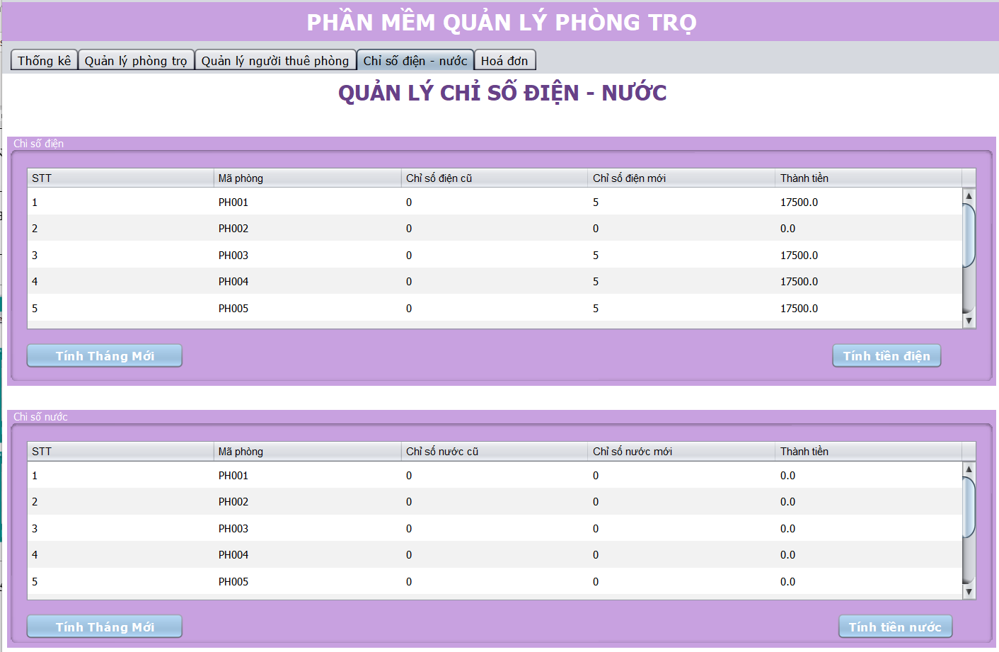 PHẦN MỀM QUẢN LÝ PHÒNG TRỌ
Thống kê Quản lý phòng trọ Quản lý người thuê phòng Chỉ số điện - nước Hoá đơn
QUẢN LÝ CHỈ SỐ ĐIỆN - NƯỚC
Chỉ số điện
STT Mã phòng Chỉ số điện cũ Chỉ số điện mới Thành tiền
1 PH001 0 5 17500.0
2 PH002 0 0 0.0
3 PH003 0 5 17500.0
4 PH004 0 5 17500.0
5 PH005 0 5 17500.0
Tính Tháng Mới Tính tiền điện
Chỉ số nước
STT Mã phòng Chỉ số nước cũ Chỉ số nước mới Thành tiền
1 PH001 0 0 0.0
2 PH002 0 0 0.0
3 PH003 0 0 0.0
4 PH004 0 0 0.0
5 PH005 0 0 0.0
Tính Tháng Mới Tính tiền nước